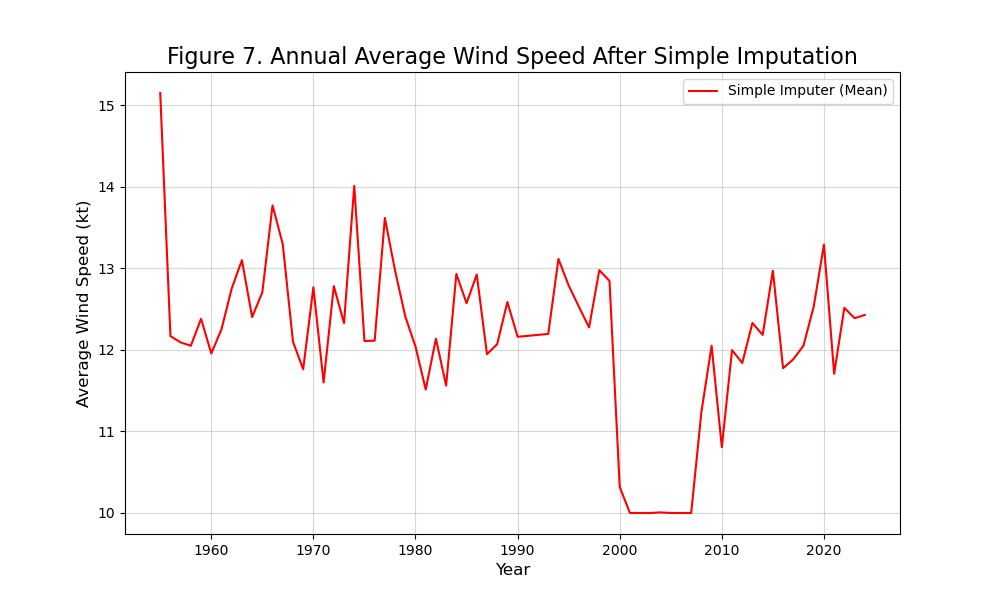 Figure 7. Annual Average Wind Speed After Simple Imputation
Simple Imputer (Mean)
Average Wind Speed (kt)
15
14
13
12
11
10
1960 1970 1980 1990 2000 2010 2020
Year